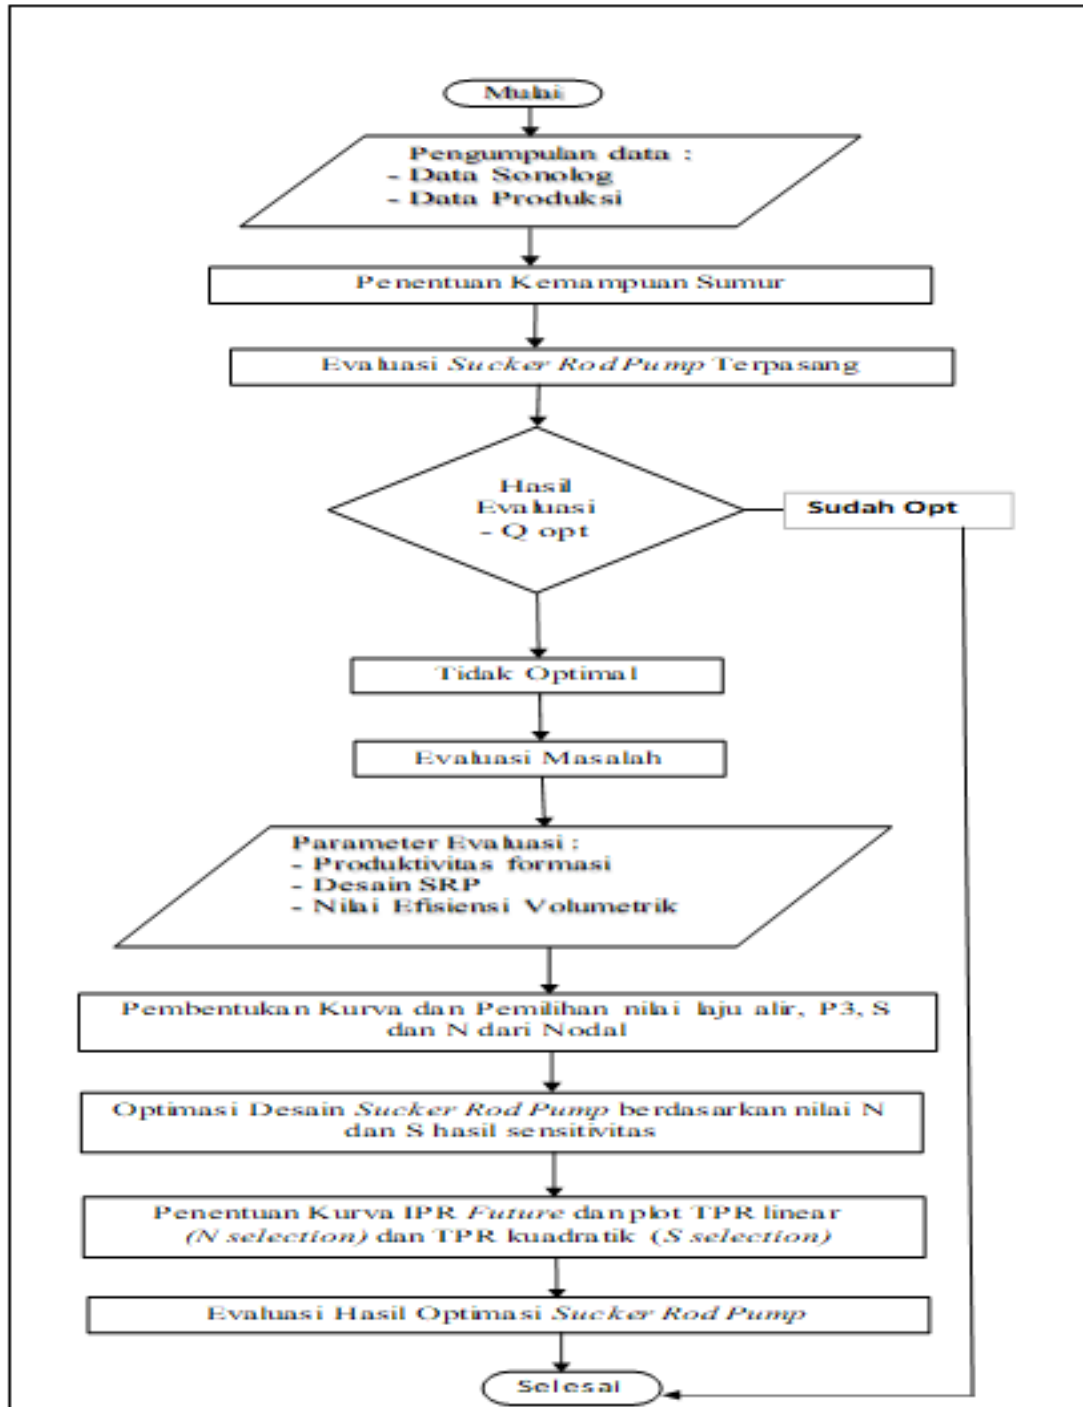 Mulai
Pengumpulan data :
- Data Sonolog
- Data Produksi
Penentuan Kemampuan Sumur
Evaluasi Sucker Rod Pump Terpasang
Hasil
Evaluasi
- Q opt
Sudah Opt
Tidak Optimal
Evaluasi Masalah
Parameter Evaluasi :
- Produktivitas formasi
- Desain SRP
- Nilai Efisiensi Volumetrik
Pembentukan Kurva dan Pemilihan nilai laju alir, P3, S
dan N dari Nodal
Optimasi Desain Sucker Rod Pump berdasarkan nilai N
dan S hasil sensitivitas
Penentuan Kurva IPR Future dan plot TPR linear
(N selection) dan TPR kuadratik (S selection)
Evaluasi Hasil Optimasi Sucker Rod Pump
Selesai